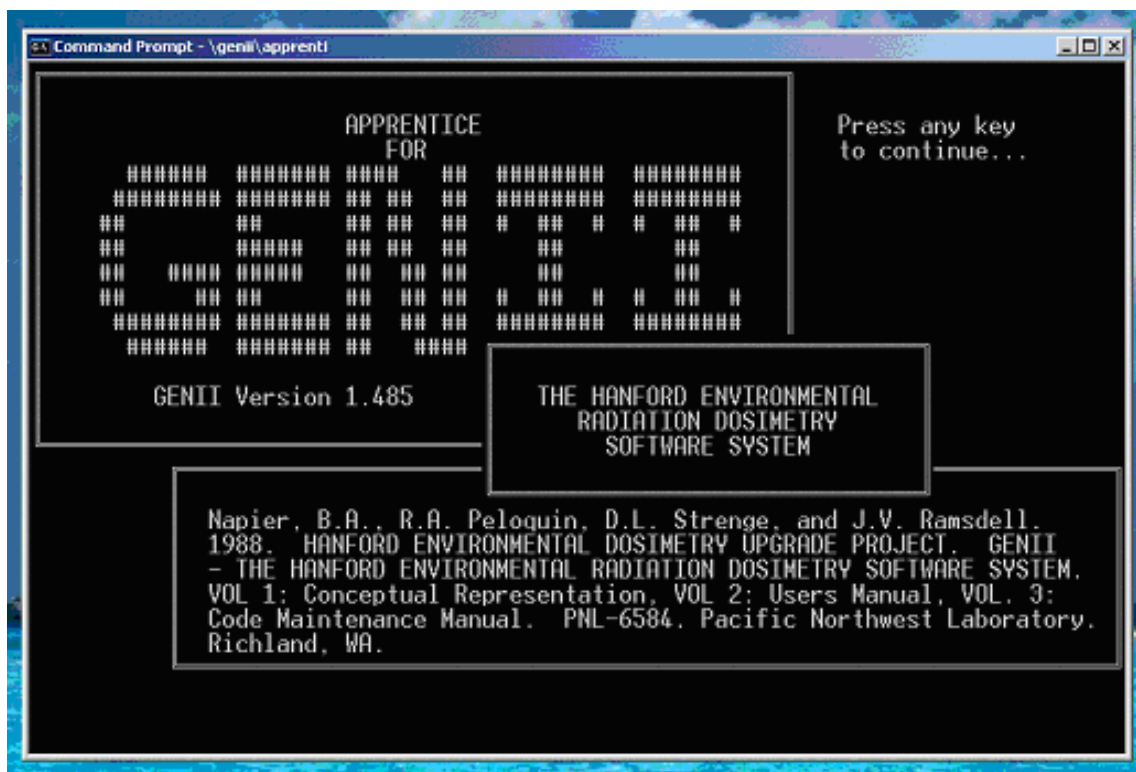 Command Prompt - \genii\apprenti
APPRENTICE
FOR
GENII
Press any key
to continue...
GENII Version 1.485
THE HANFORD ENVIRONMENTAL
RADIATION DOSIMETRY
SOFTWARE SYSTEM
Napier, B.A., R.A. Peloquin, D.L. Strenge, and J.V. Ramsdell.
1988.  HANFORD ENVIRONMENTAL DOSIMETRY UPGRADE PROJECT.  GENII
- THE HANFORD ENVIRONMENTAL RADIATION DOSIMETRY SOFTWARE SYSTEM.
VOL 1: Conceptual Representation, VOL 2: Users Manual, VOL. 3:
Code Maintenance Manual.  PNL-6584. Pacific Northwest Laboratory.
Richland, WA.